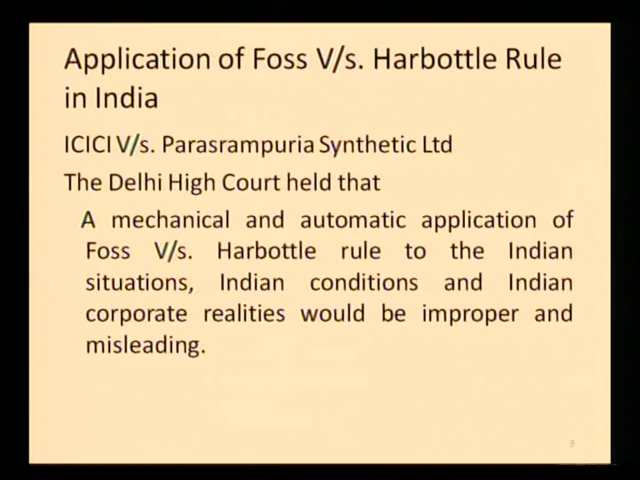 Application of Foss V/s. Harbottle Rule
in India
ICICI V/s. Parasrampuria Synthetic Ltd
The Delhi High Court held that
A mechanical and automatic application of
Foss V/s. Harbottle rule to the Indian
situations, Indian conditions and Indian
corporate realities would be improper and
misleading.
9